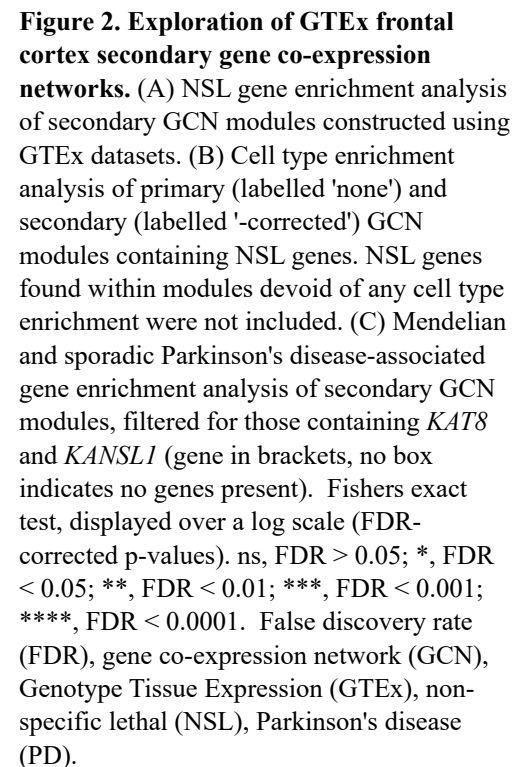 Figure 2. Exploration of GTEx frontal
cortex secondary gene co-expression
networks. (A) NSL gene enrichment analysis
of secondary GCN modules constructed using
GTEx datasets. (B) Cell type enrichment
analysis of primary (labelled 'none') and
secondary (labelled '-corrected') GCN
modules containing NSL genes. NSL genes
found within modules devoid of any cell type
enrichment were not included. (C) Mendelian
and sporadic Parkinson's disease-associated
gene enrichment analysis of secondary GCN
modules, filtered for those containing KAT8
and KANSL1 (gene in brackets, no box
indicates no genes present).  Fishers exact
test, displayed over a log scale (FDR-
corrected p-values). ns, FDR > 0.05; *, FDR
< 0.05; **, FDR < 0.01; ***, FDR < 0.001;
****, FDR < 0.0001.  False discovery rate
(FDR), gene co-expression network (GCN),
Genotype Tissue Expression (GTEx), non-
specific lethal (NSL), Parkinson's disease
(PD).